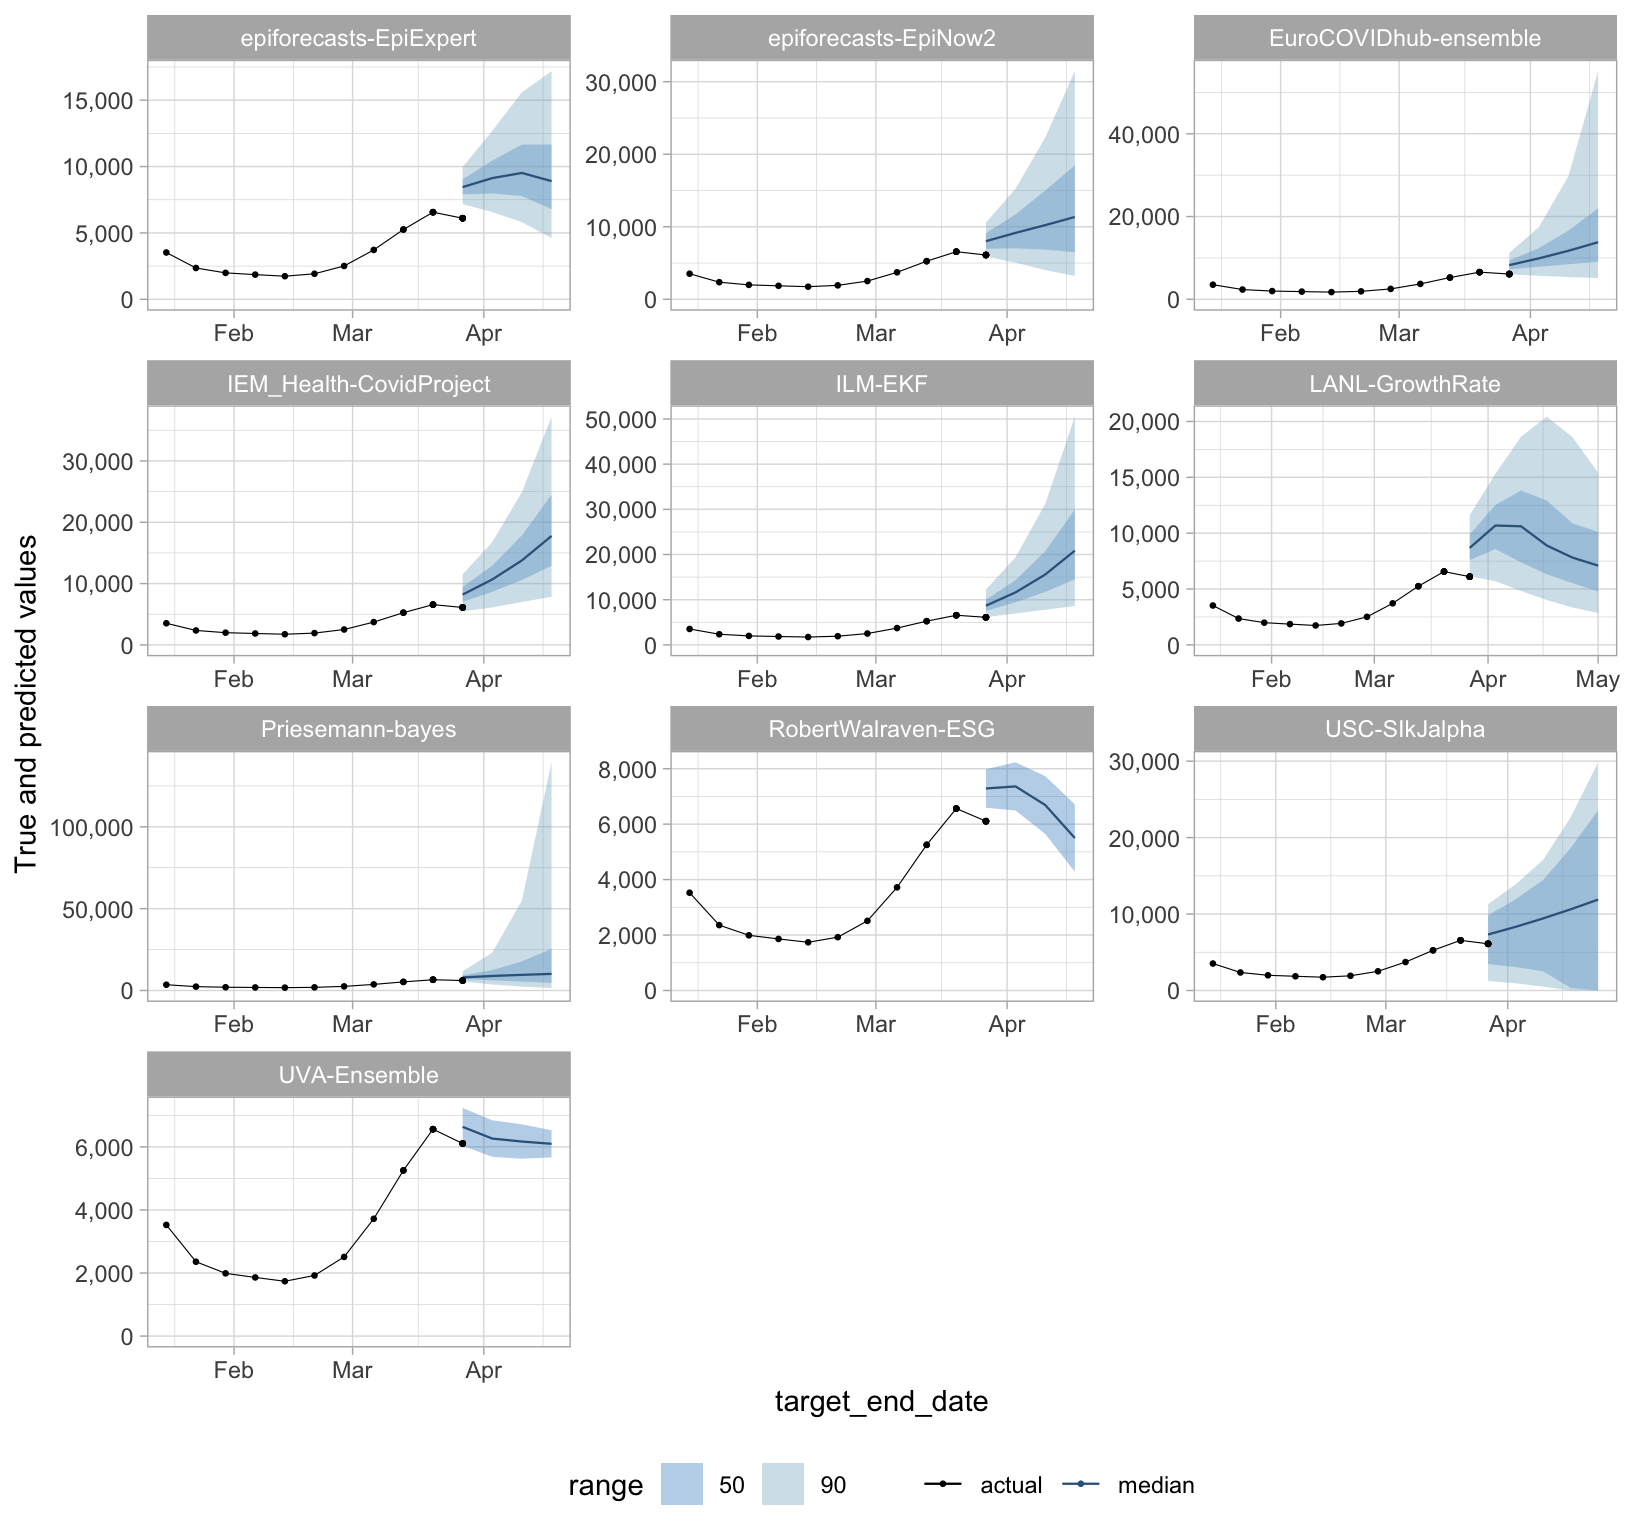 epiforecasts-EpiExpert
epiforecasts-EpiNow2
EuroCOVIDhub-ensemble
15,000
10,000
5,000
0
Feb Mar Apr
30,000
20,000
10,000
0
Feb Mar Apr
40,000
20,000
0
Feb Mar Apr
IEM_Health-CovidProject
ILM-EKF
LANL-GrowthRate
30,000
20,000
10,000
0
Feb Mar Apr
50,000
40,000
30,000
20,000
10,000
0
Feb Mar Apr
20,000
15,000
10,000
5,000
0
Feb Mar Apr May
True and predicted values
Priesemann-bayes
RobertWalraven-ESG
USC-SIkJalpha
100,000
50,000
0
Feb Mar Apr
8,000
6,000
4,000
2,000
0
Feb Mar Apr
30,000
20,000
10,000
0
Feb Mar Apr
UVA-Ensemble
6,000
4,000
2,000
0
Feb Mar Apr
target_end_date
range 50 90 actual median